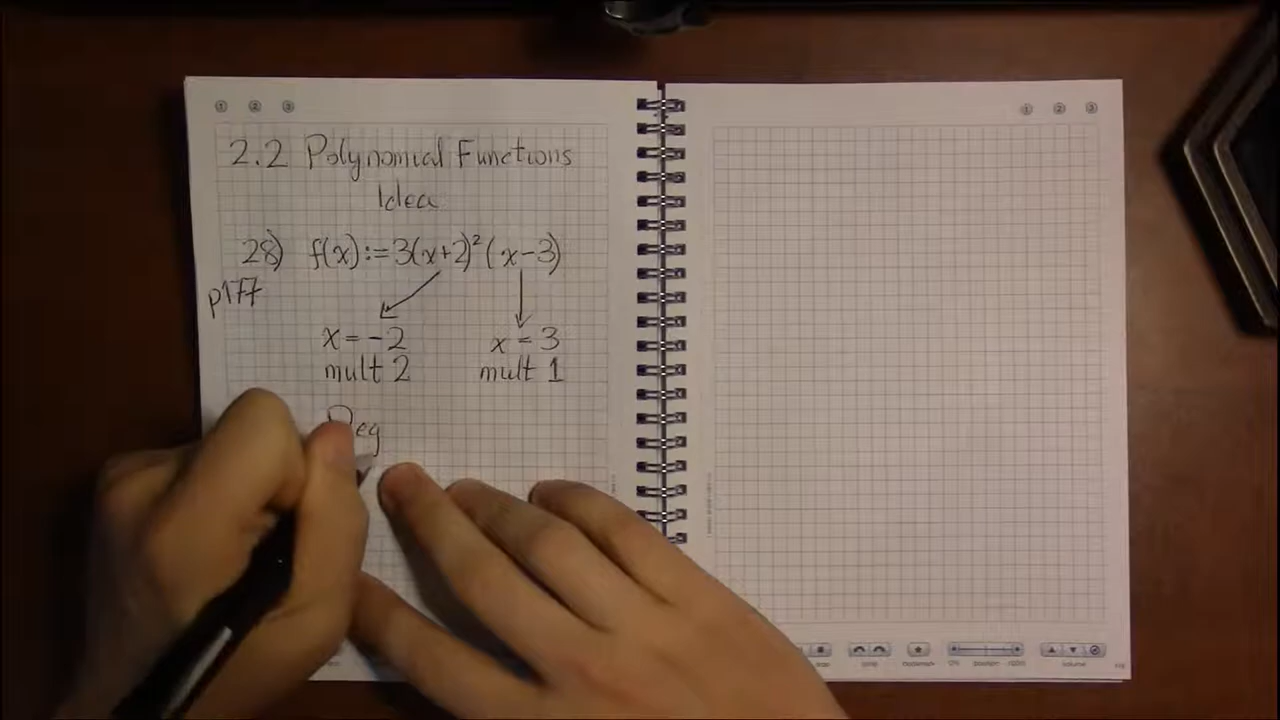 2.2 Polynomial Functions
Idea
28) f(x) := 3(x+2)² (x-3)
p177
x = -2 x = 3
mult 2 mult 1
Deg